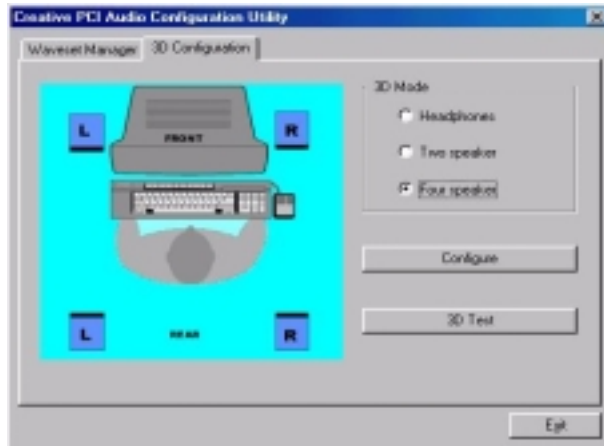 Creative PCI Audio Configuration Utility
Waveset Manager 3D Configuration
3D Mode
L FRONT R
Headphones
Two speaker
Four speaker
Configure
L REAR R
3D Test
Exit